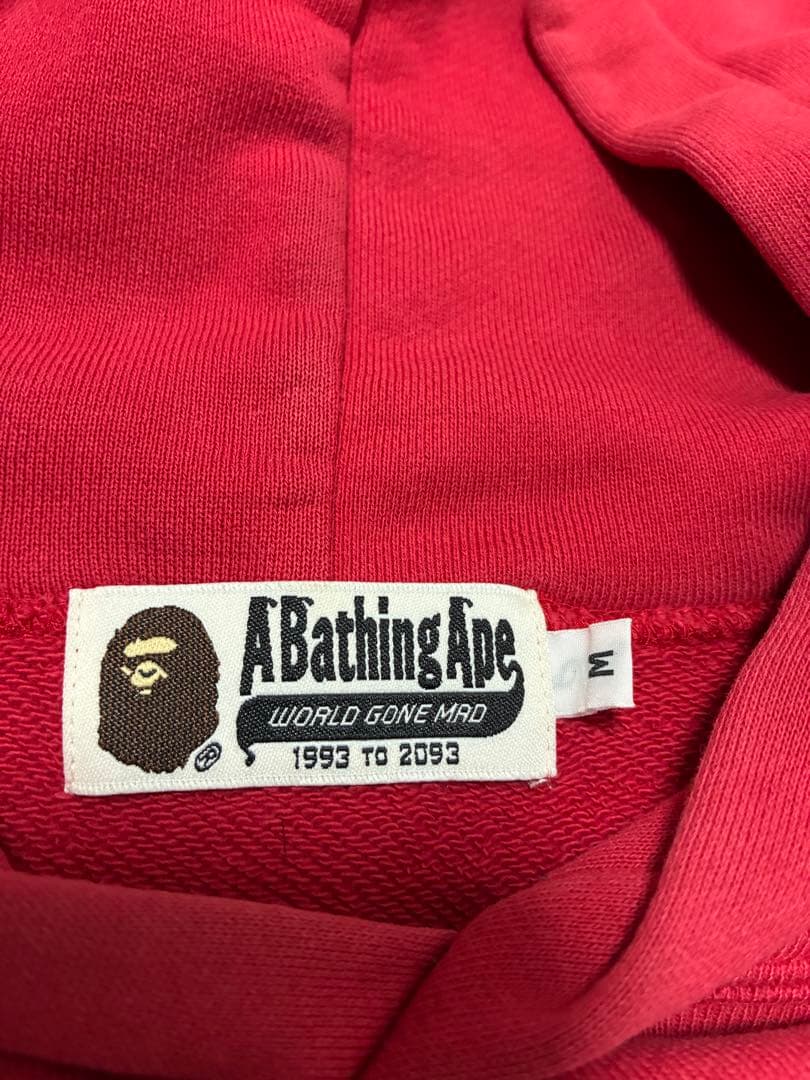 A Bathing Ape
®
WORLD GONE MAD
1993 TO 2093
M